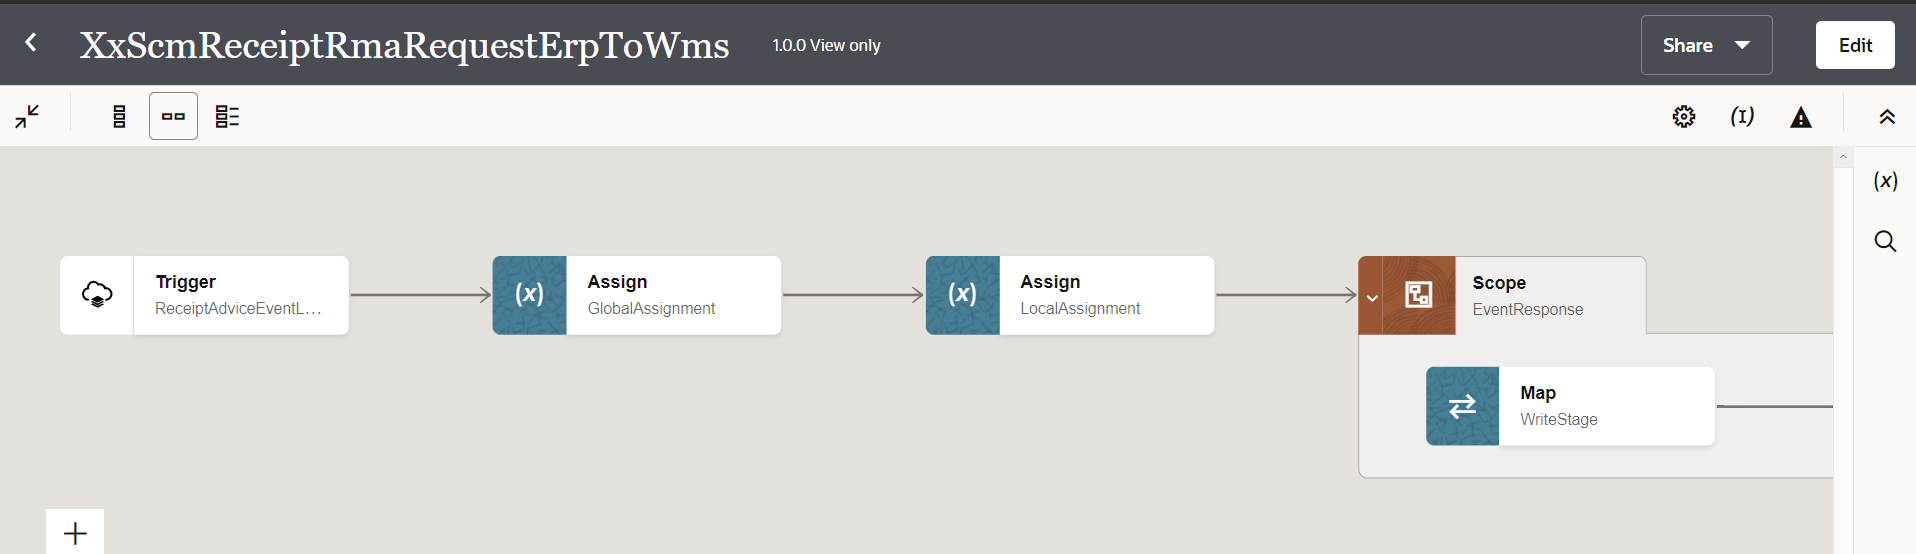 XxScmReceiptRmaRequestErpToWms
1.0.0 View only
Share
Edit
(I)
(x)
Trigger
ReceiptAdviceEventL...
(x)
Assign
GlobalAssignment
(x)
Assign
LocalAssignment
Scope
EventResponse
Map
WriteStage